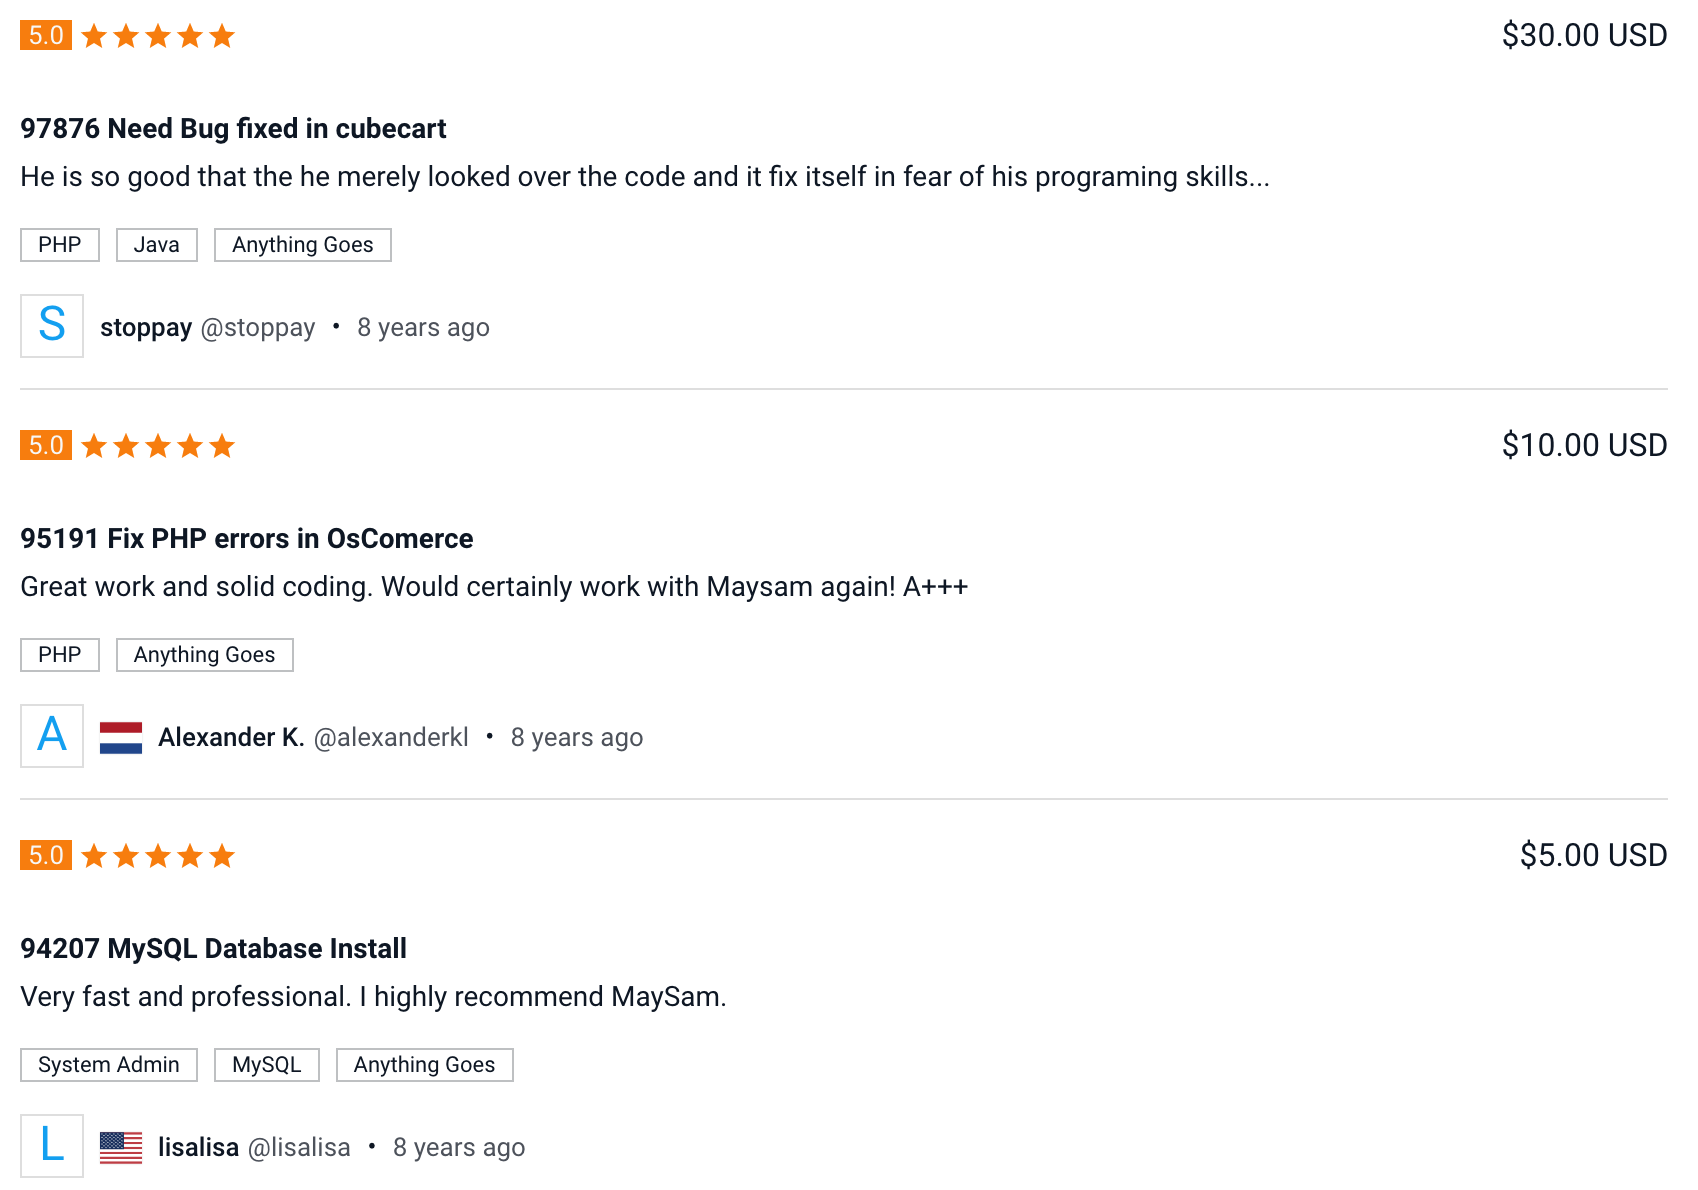 5.0 $30.00 USD
97876 Need Bug fixed in cubecart
He is so good that the he merely looked over the code and it fix itself in fear of his programing skills...
PHP Java Anything Goes
S stoppay @stoppay • 8 years ago
5.0 $10.00 USD
95191 Fix PHP errors in OsComerce
Great work and solid coding. Would certainly work with Maysam again! A+++
PHP Anything Goes
A Alexander K. @alexanderkl • 8 years ago
5.0 $5.00 USD
94207 MySQL Database Install
Very fast and professional. I highly recommend MaySam.
System Admin MySQL Anything Goes
L lisalisa @lisalisa • 8 years ago